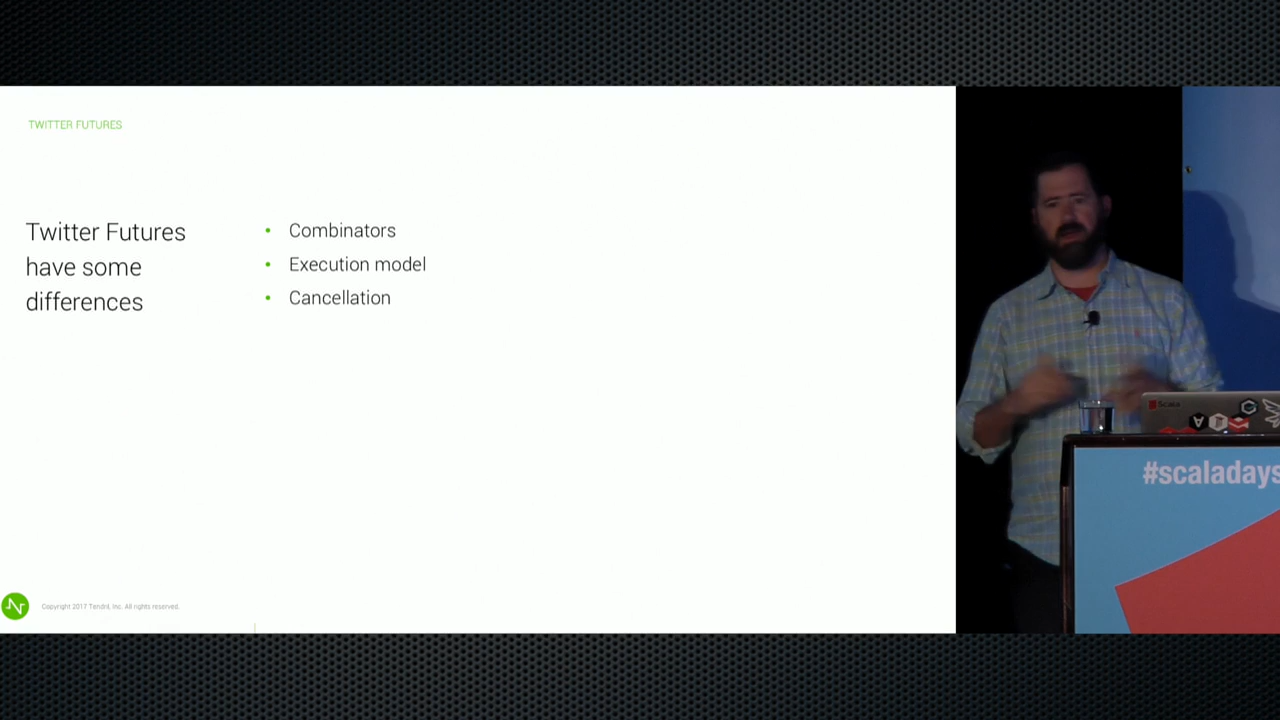 TWITTER FUTURES
Twitter Futures
have some
differences
• Combinators
• Execution model
• Cancellation
Copyright 2017 Tendril, Inc. All rights reserved.
Scala
#scaladays